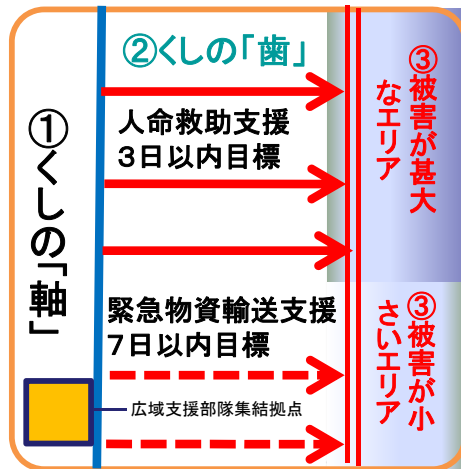 ①くしの「軸」
②くしの「歯」
人命救助支援
３日以内目標
緊急物資輸送支援
７日以内目標
広域支援部隊集結拠点
③被害が甚大
なエリア
③被害が小
さいエリア